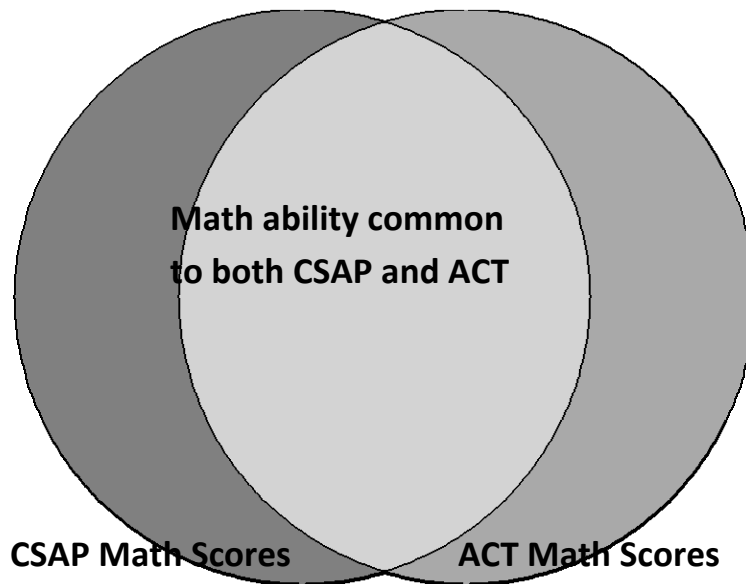 Math ability common
to both CSAP and ACT
CSAP Math Scores
ACT Math Scores